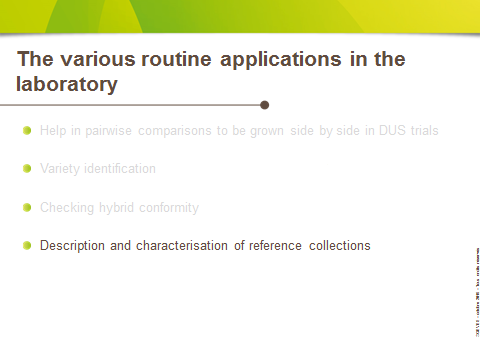 The various routine applications in the
laboratory
Help in pairwise comparisons to be grown side by side in DUS trials
Variety identification
Checking hybrid conformity
Description and characterisation of reference collections